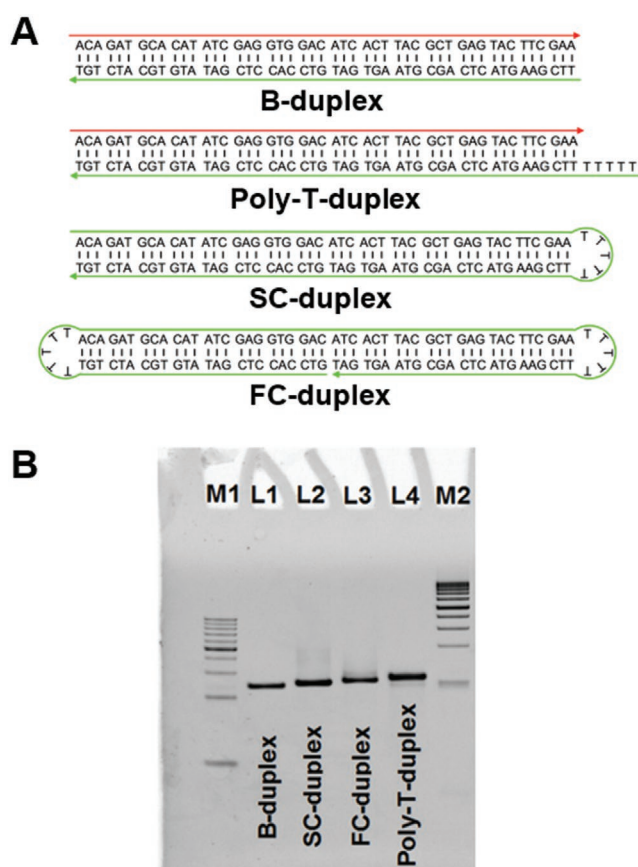 A
ACA GAT GCA CAT ATC GAG GTG GAC ATC ACT TAC GCT GAG TAC TTC GAA
TGT CTA CGT GTA TAG CTC CAC CTG TAG TGA ATG CGA CTC ATG AAG CTT
B-duplex
ACA GAT GCA CAT ATC GAG GTG GAC ATC ACT TAC GCT GAG TAC TTC GAA
TGT CTA CGT GTA TAG CTC CAC CTG TAG TGA ATG CGA CTC ATG AAG CTT TTTTT
Poly-T-duplex
ACA GAT GCA CAT ATC GAG GTG GAC ATC ACT TAC GCT GAG TAC TTC GAA T T T T
TGT CTA CGT GTA TAG CTC CAC CTG TAG TGA ATG CGA CTC ATG AAG CTT
SC-duplex
T T T T T ACA GAT GCA CAT ATC GAG GTG GAC ATC ACT TAC GCT GAG TAC TTC GAA T T T T T
TGT CTA CGT GTA TAG CTC CAC CTG TAG TGA ATG CGA CTC ATG AAG CTT
FC-duplex
B
M1 L1 L2 L3 L4 M2
B-duplex
SC-duplex
FC-duplex
Poly-T-duplex